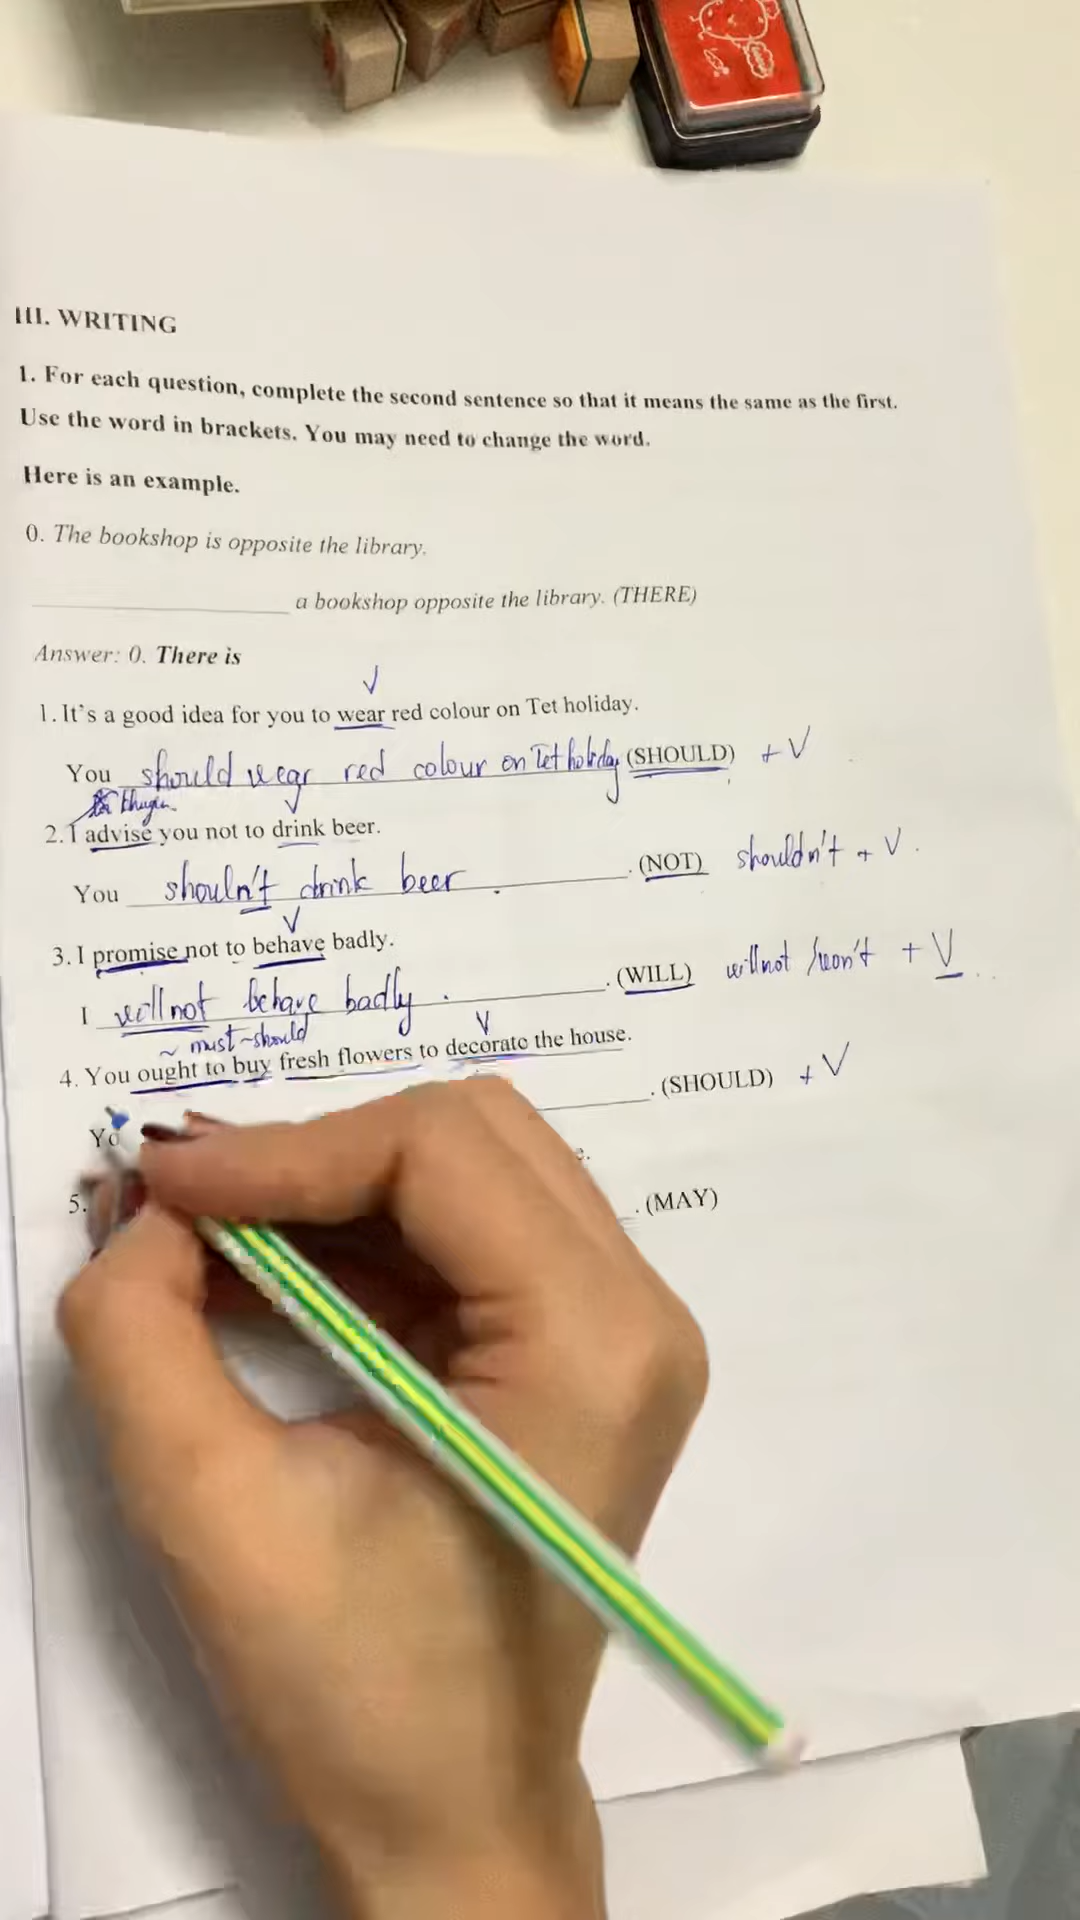 III. WRITING
1. For each question, complete the second sentence so that it means the same as the first.
Use the word in brackets. You may need to change the word.
Here is an example.
0. The bookshop is opposite the library.
____________ a bookshop opposite the library. (THERE)
Answer: 0. There is
V
1. It's a good idea for you to wear red colour on Tet holiday.
You should wear red colour on Tet holiday (SHOULD) + V
khuyên. V
2. I advise you not to drink beer.
You shouln't drink beer . . (NOT) shouldn't + V.
V
3. I promise not to behave badly.
I will not behave badly . . (WILL) will not /won't + V
~ must ~ should V
4. You ought to buy fresh flowers to decorate the house.
. (SHOULD) + V
5.
. (MAY)